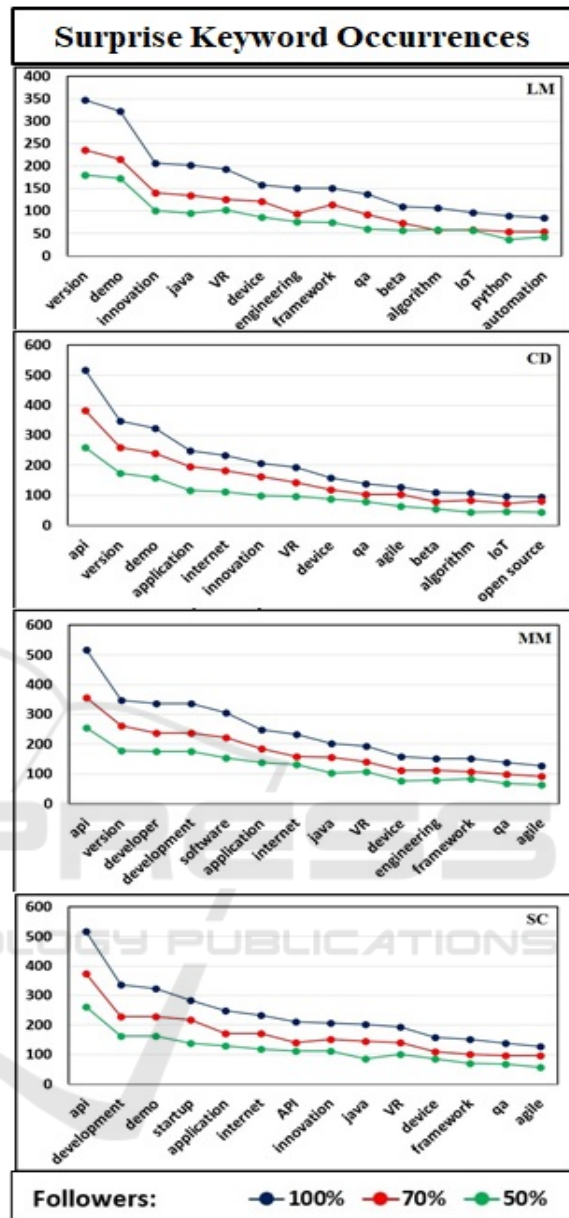 Surprise Keyword Occurrences
LM
400
350
300
250
200
150
100
50
0
version demo innovation java VR device engineering framework qa beta algorithm IoT python automation
CD
600
500
400
300
200
100
0
api version demo application internet innovation VR device qa agile beta algorithm IoT open source
MM
600
500
400
300
200
100
0
api version developer development software application internet java VR device engineering framework qa agile
SC
600
500
400
300
200
100
0
api development demo startup application internet API innovation java VR device framework qa agile
Followers: 100% 70% 50%
PRESS
OLOGY PUBLICATIONS